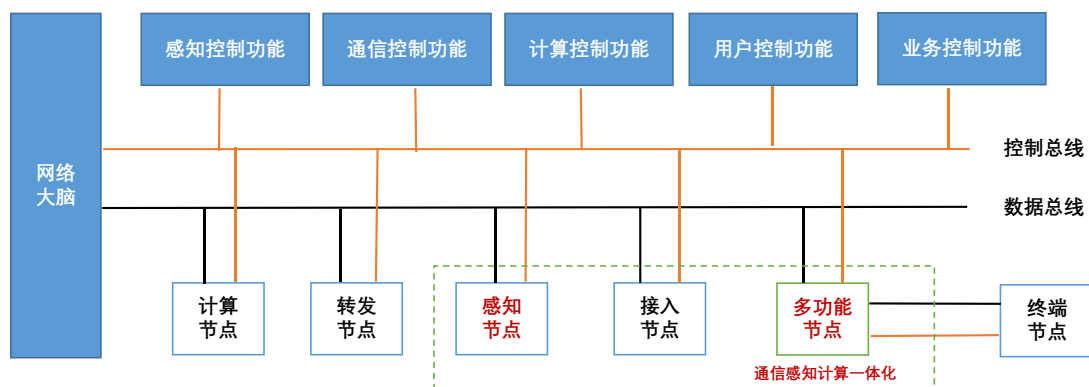 感知控制功能
通信控制功能
计算控制功能
用户控制功能
业务控制功能
网络
大脑
控制总线
数据总线
计算
节点
转发
节点
感知
节点
接入
节点
多功能
节点
终端
节点
通信感知计算一体化